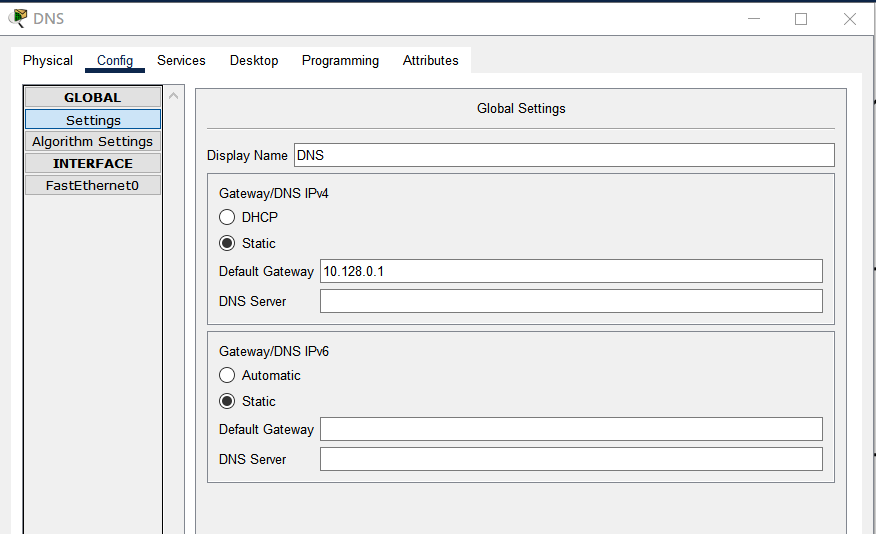 DNS
Physical Config Services Desktop Programming Attributes
GLOBAL
Settings
Algorithm Settings
INTERFACE
FastEthernet0
Global Settings
Display Name DNS
Gateway/DNS IPv4
DHCP
Static
Default Gateway 10.128.0.1
DNS Server
Gateway/DNS IPv6
Automatic
Static
Default Gateway
DNS Server